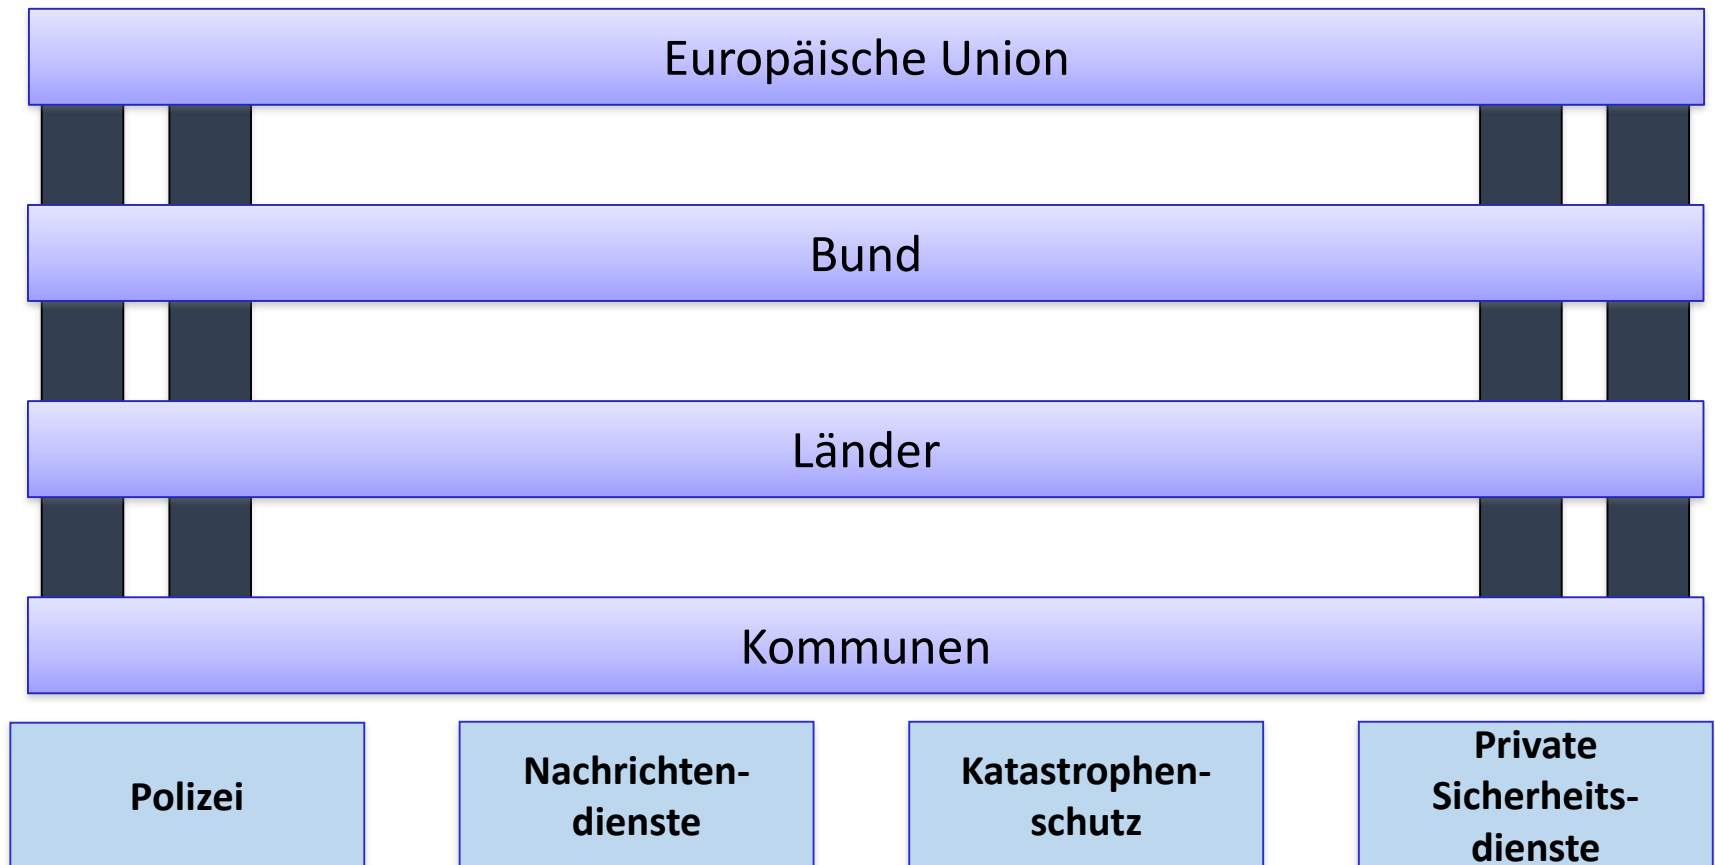 Europäische Union
Bund
Länder
Kommunen
Polizei
Nachrichten-
dienste
Katastrophen-
schutz
Private
Sicherheits-
dienste